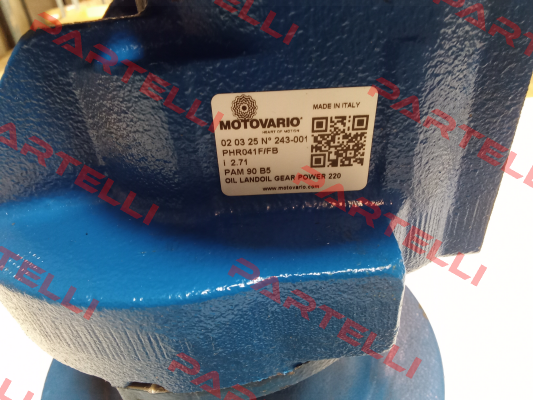 MOTOVARIO®
HEART OF MOTION
MADE IN ITALY
02 03 25 N° 243-001
PHR041F/FB
i 2.71
PAM 90 B5
OIL LANDOIL GEAR POWER 220
www.motovario.com
PARTELLI
PARTELLI
PARTELLI
PARTELLI
PARTELLI
PARTELLI